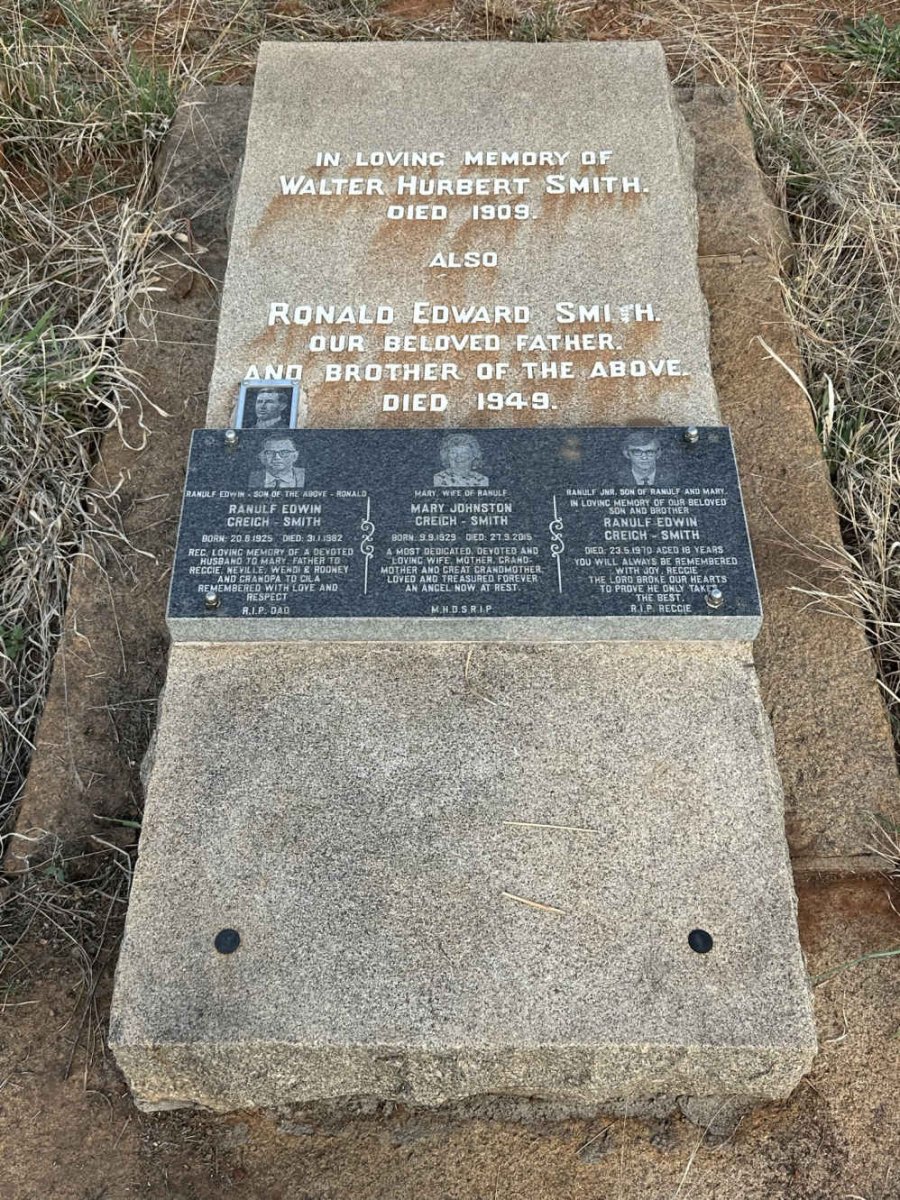 IN LOVING MEMORY OF
WALTER HURBERT SMITH.
DIED 1909.
ALSO
RONALD EDWARD SMITH.
OUR BELOVED FATHER.
AND BROTHER OF THE ABOVE.
DIED 1949.
RANULF EDWIN - SON OF THE ABOVE - RONALD
RANULF EDWIN
CREICH - SMITH
BORN: 20.8.1925 DIED: 31.1.1982
REG. LOVING MEMORY OF A DEVOTED
HUSBAND TO MARY, FATHER TO
REGGIE, NEVILLE, WENDI & RODNEY
AND GRANDPA TO GILA
REMEMBERED WITH LOVE AND
RESPECT
R.I.P. DAD
MARY, WIFE OF RANULF
MARY JOHNSTON
CREIGH - SMITH
BORN: 9.9.1929 DIED: 27.9.2015
A MOST DEDICATED, DEVOTED AND
LOVING WIFE, MOTHER, GRAND-
MOTHER AND GREAT GRANDMOTHER.
LOVED AND TREASURED FOREVER
AN ANGEL NOW AT REST.
M.H.D.S.R.I.P
RANULF JNR. SON OF RANULF AND MARY.
IN LOVING MEMORY OF OUR BELOVED
SON AND BROTHER
RANULF EDWIN
CREIGH - SMITH
DIED: 23.5.1970 AGED 18 YEARS
YOU WILL ALWAYS BE REMEMBERED
WITH JOY, REGGIE
THE LORD BROKE OUR HEARTS
TO PROVE HE ONLY TAKES
THE BEST.
R.I.P. REGGIE